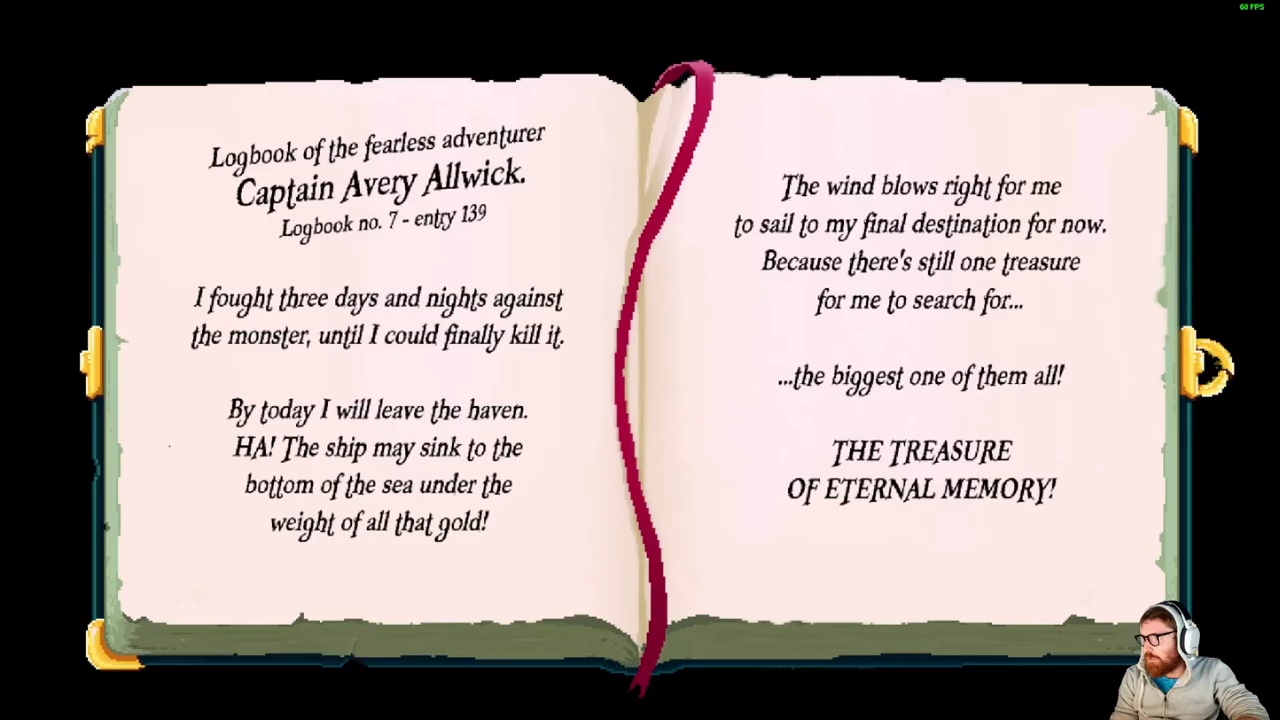 60 FPS
Logbook of the fearless adventurer
Captain Avery Allwick.
Logbook no. 7 - entry 139
I fought three days and nights against
the monster, until I could finally kill it.
By today I will leave the haven.
HA! The ship may sink to the
bottom of the sea under the
weight of all that gold!
The wind blows right for me
to sail to my final destination for now.
Because there's still one treasure
for me to search for...
...the biggest one of them all!
THE TREASURE
OF ETERNAL MEMORY!